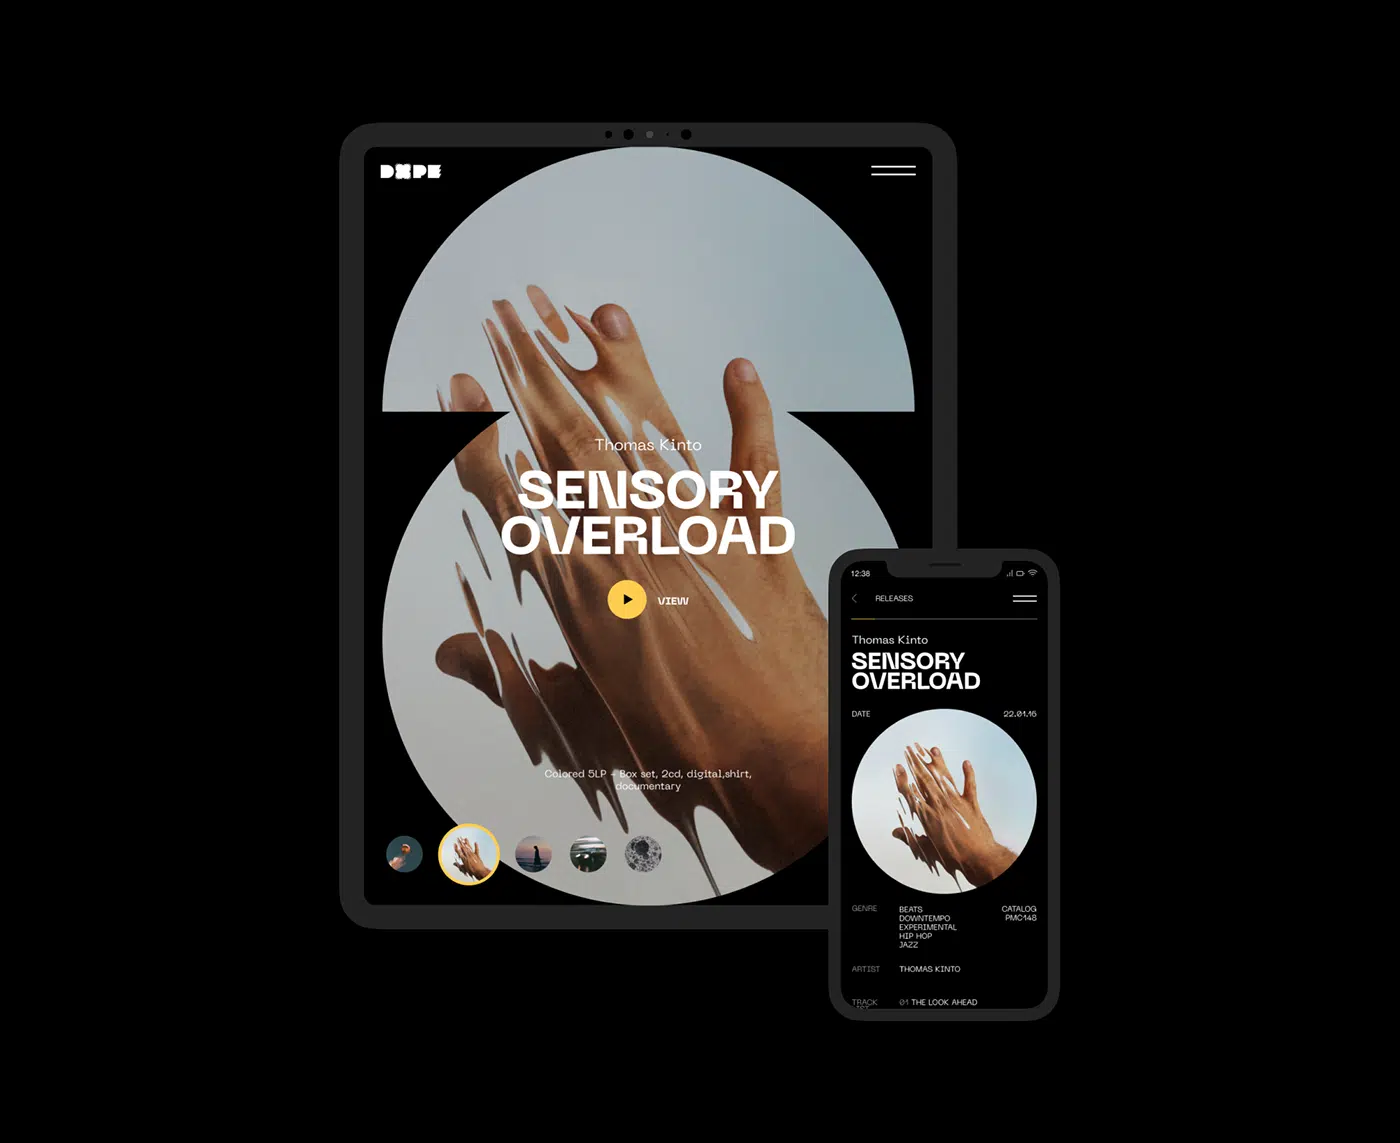 DXPE
Thomas Kinto
SENSORY
OVERLOAD
VIEW
Colored 5LP - Box set, 2cd, digital,shirt,
documentary
12:38
RELEASES
Thomas Kinto
SENSORY
OVERLOAD
DATE
22.01.16
GENRE
BEATS
DOWNTEMPO
EXPERIMENTAL
HIP HOP
JAZZ
CATALOG
PMC148
ARTIST
THOMAS KINTO
TRACK
01 THE LOOK AHEAD